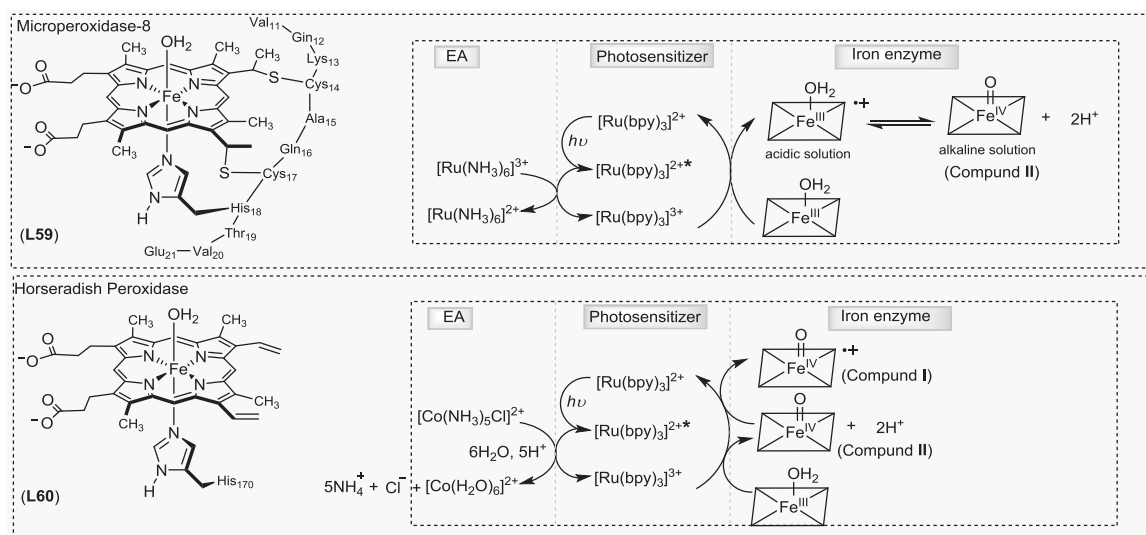 Microperoxidase-8
Val11
Gln12
Lys13
Cys14
Ala15
Gln16
Cys17
His18
Thr19
Glu21—Val20
OH2
CH3
CH3
S
O
−O
N
N
Fe
N
N
O
−O
CH3
CH3
S
N
N
H
(L59)
EA
Photosensitizer
Iron enzyme
[Ru(bpy)3]2+
hυ
[Ru(NH3)6]3+
[Ru(bpy)3]2+*
[Ru(NH3)6]2+
[Ru(bpy)3]3+
OH2
•+
FeIII
acidic solution
O
FeIV
+ 2H+
alkaline solution
(Compund II)
OH2
FeIII
Horseradish Peroxidase
OH2
CH3
CH3
O
−O
N
N
Fe
N
N
O
−O
CH3
CH3
N
N
H
His170
(L60)
EA
Photosensitizer
Iron enzyme
[Ru(bpy)3]2+
hυ
[Co(NH3)5Cl]2+
[Ru(bpy)3]2+*
6H2O, 5H+
5NH4+ + Cl− + [Co(H2O)6]2+
[Ru(bpy)3]3+
O
•+
FeIV
(Compund I)
O
FeIV
+ 2H+
(Compund II)
OH2
FeIII